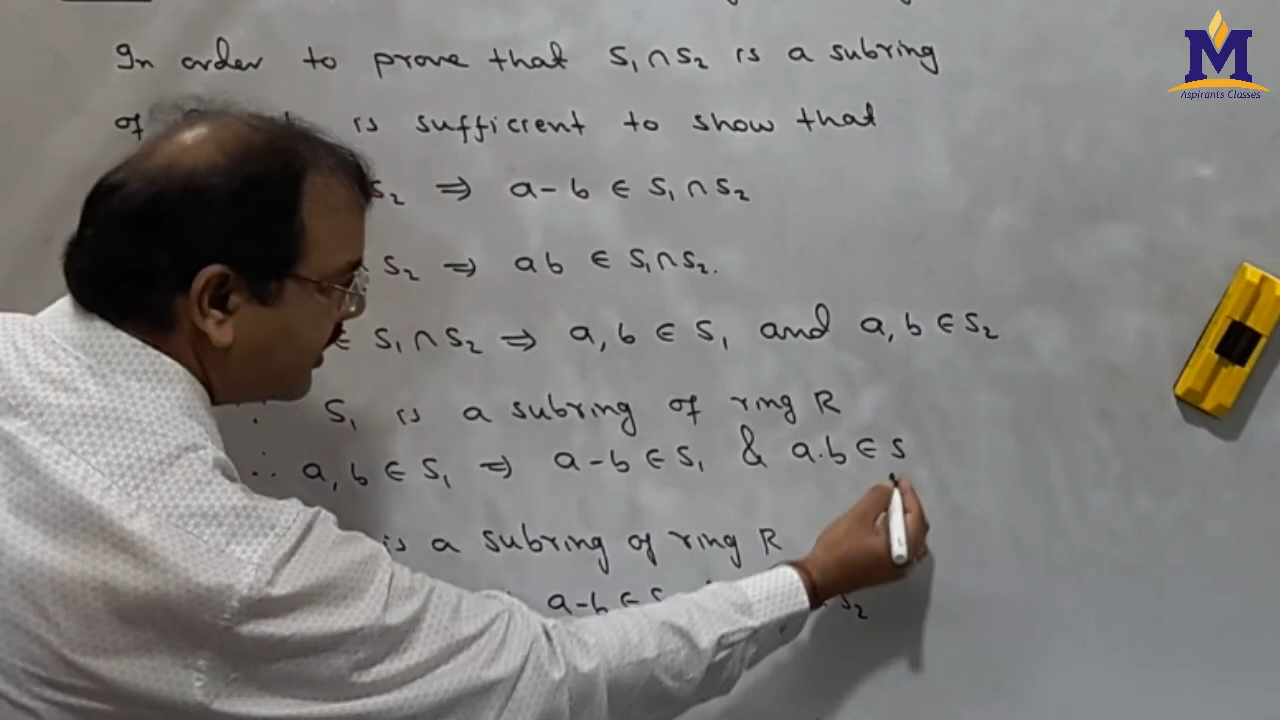 In order to prove that S₁∩S₂ is a subring
of is sufficient to show that
S₂ ⇒ a-b ∈ S₁∩S₂
S₂ ⇒ ab ∈ S₁∩S₂.
∈ S₁∩S₂ ⇒ a,b ∈ S₁ and a,b ∈ S₂
∵ S₁ is a subring of ring R
∴ a,b ∈ S₁ ⇒ a-b ∈ S₁ & a.b ∈ S
is a subring of ring R
a-b ∈ S S₂
M
Aspirants Classes